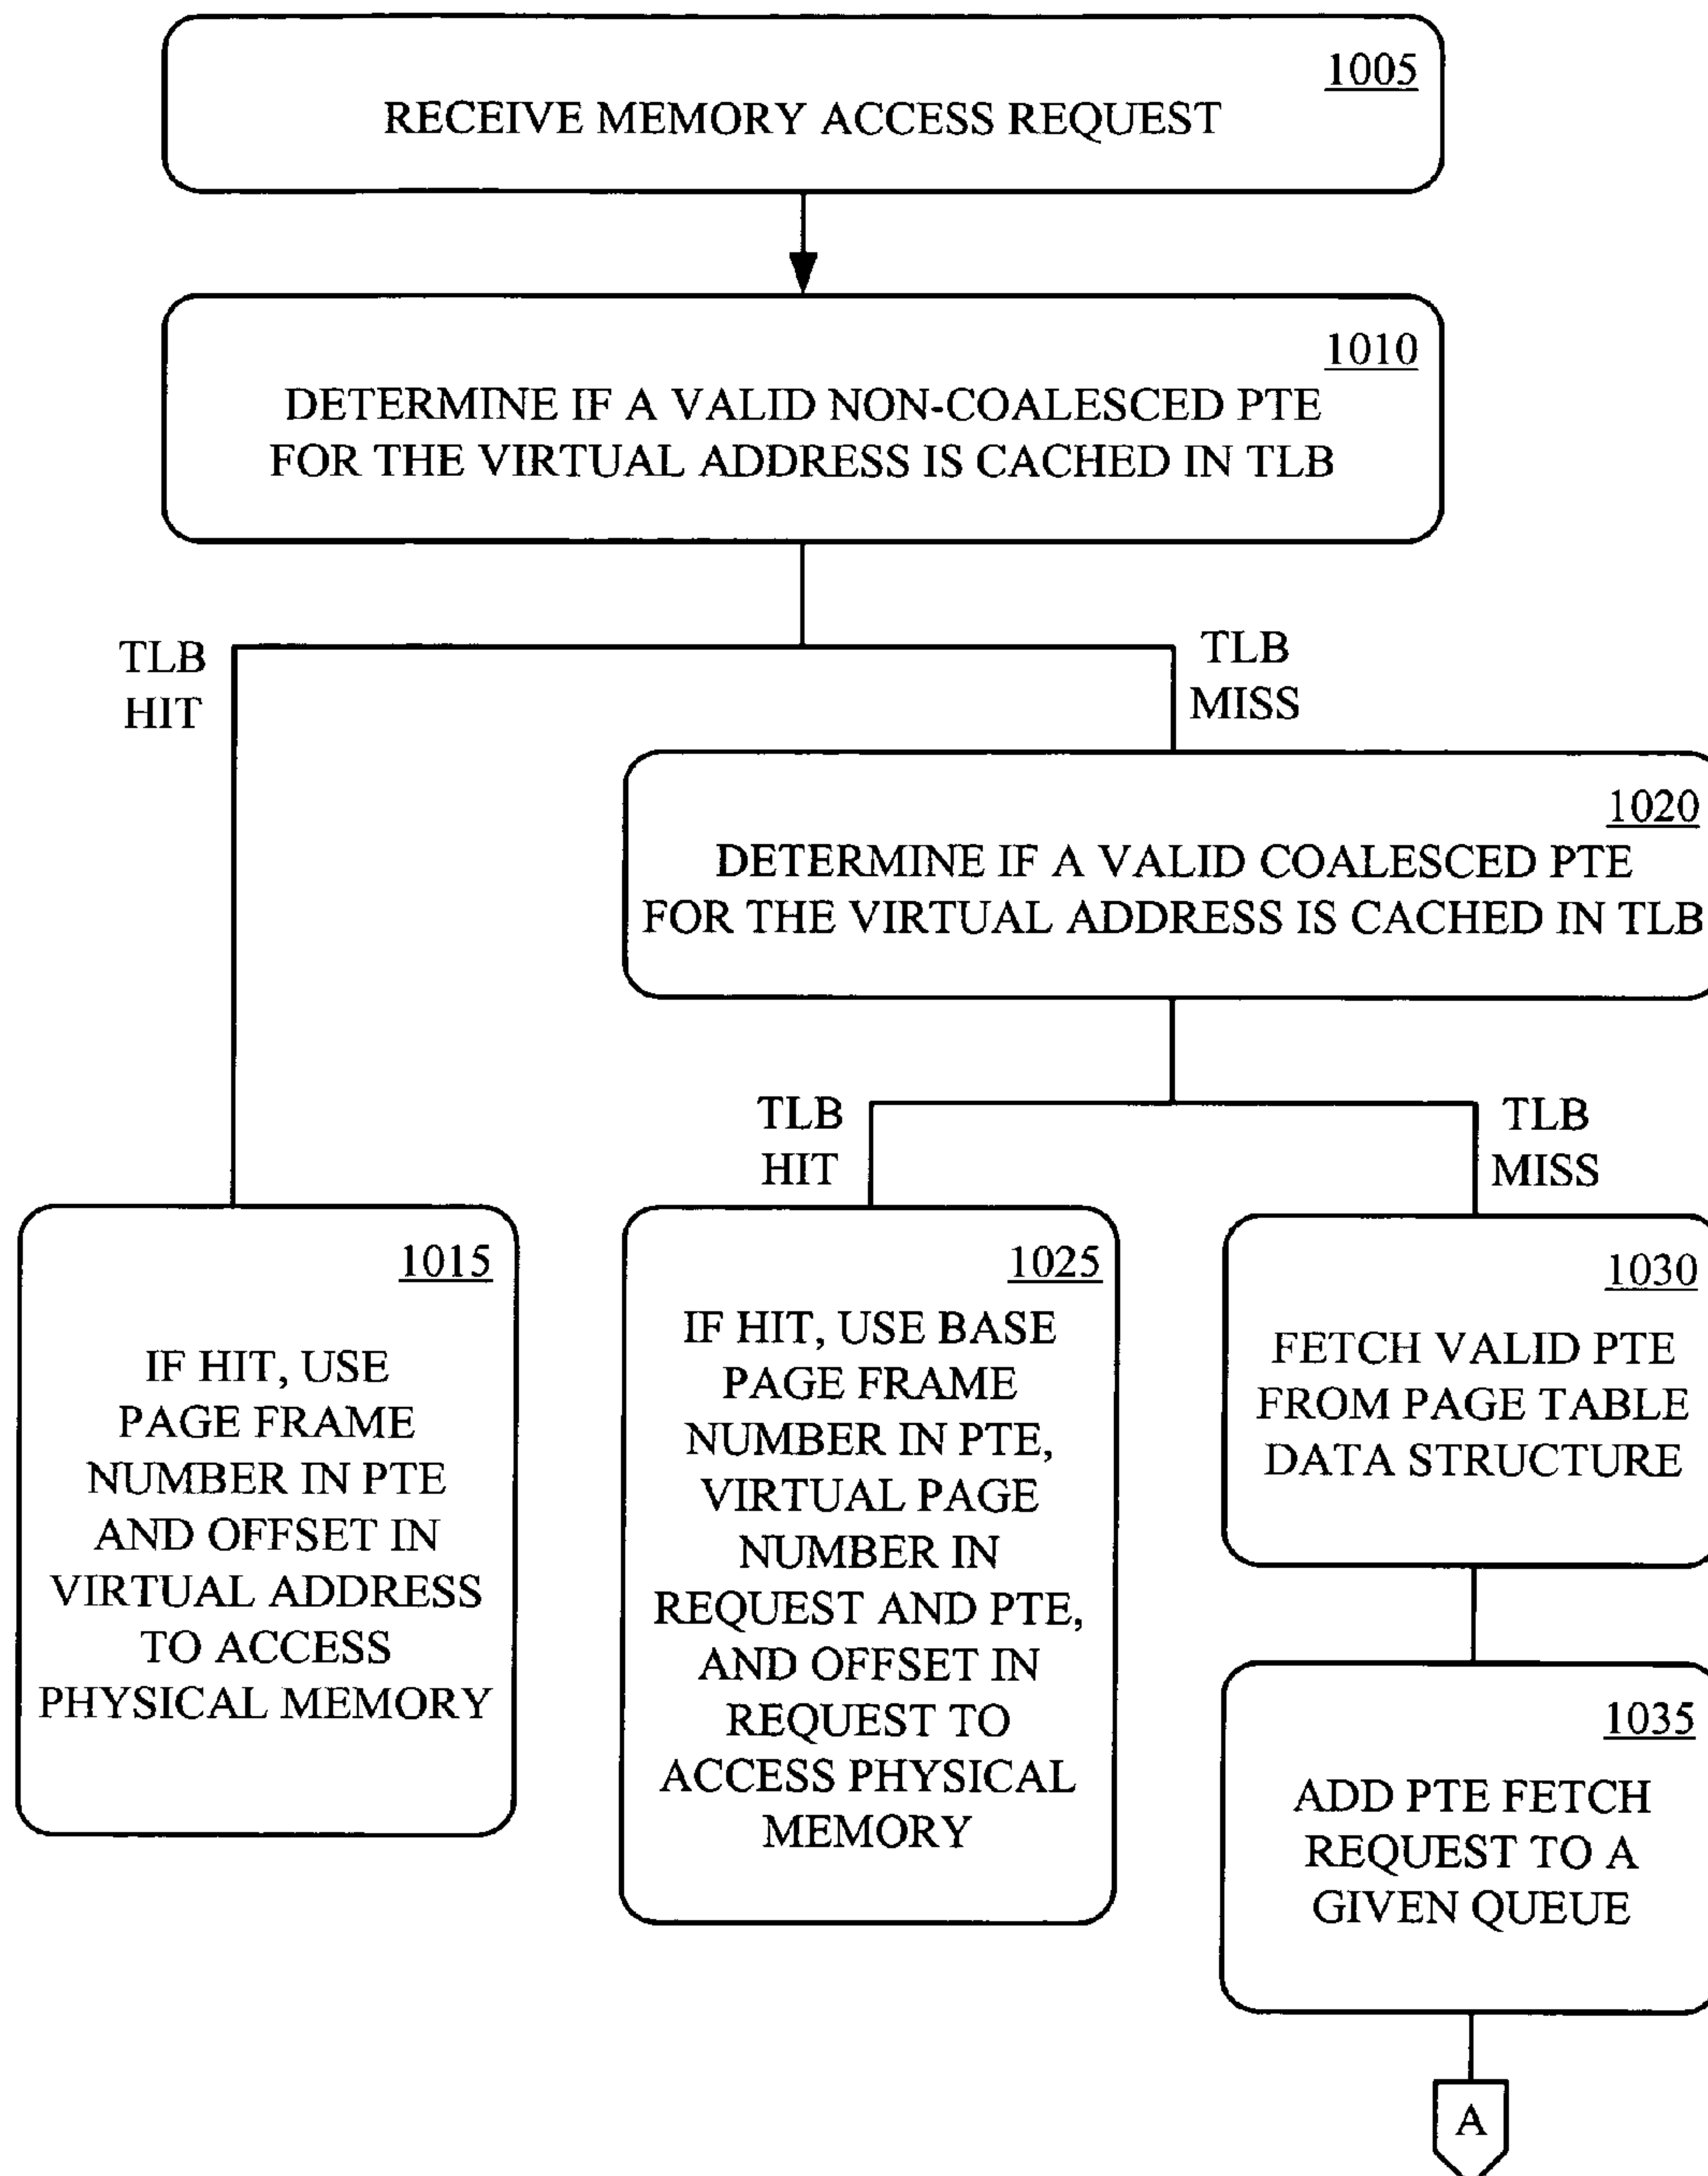 1005
RECEIVE MEMORY ACCESS REQUEST
1010
DETERMINE IF A VALID NON-COALESCED PTE
FOR THE VIRTUAL ADDRESS IS CACHED IN TLB
TLB
HIT
TLB
MISS
1020
DETERMINE IF A VALID COALESCED PTE
FOR THE VIRTUAL ADDRESS IS CACHED IN TLB
TLB
HIT
TLB
MISS
1015
IF HIT, USE
PAGE FRAME
NUMBER IN PTE
AND OFFSET IN
VIRTUAL ADDRESS
TO ACCESS
PHYSICAL MEMORY
1025
IF HIT, USE BASE
PAGE FRAME
NUMBER IN PTE,
VIRTUAL PAGE
NUMBER IN
REQUEST AND PTE,
AND OFFSET IN
REQUEST TO
ACCESS PHYSICAL
MEMORY
1030
FETCH VALID PTE
FROM PAGE TABLE
DATA STRUCTURE
1035
ADD PTE FETCH
REQUEST TO A
GIVEN QUEUE
A